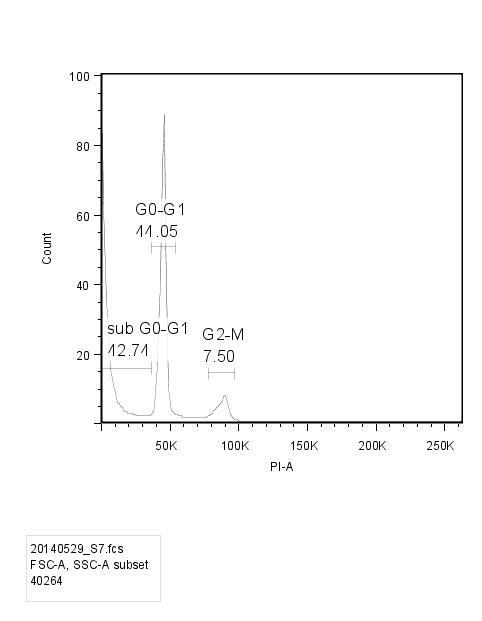 100
80
60
40
20
Count
G0-G1
44.05
sub G0-G1
42.74
G2-M
7.50
50K
100K
150K
200K
250K
PI-A
20140529_S7.fcs
FSC-A, SSC-A subset
40264